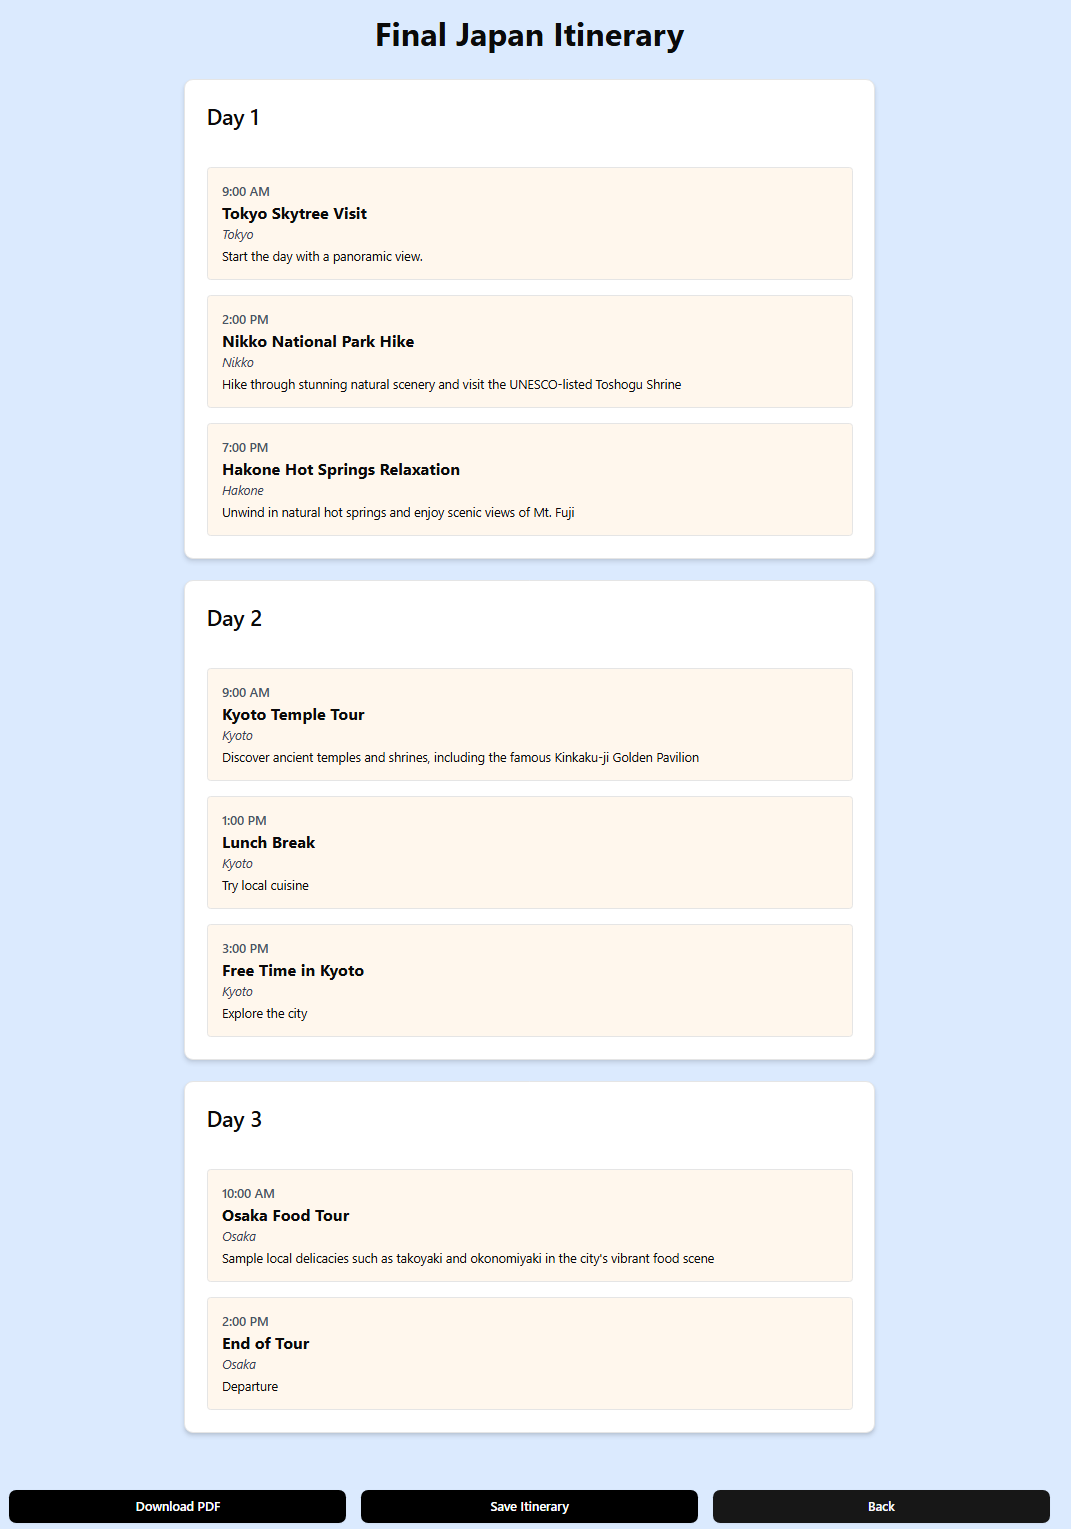 Final Japan Itinerary
Day 1
9:00 AM
Tokyo Skytree Visit
Tokyo
Start the day with a panoramic view.
2:00 PM
Nikko National Park Hike
Nikko
Hike through stunning natural scenery and visit the UNESCO-listed Toshogu Shrine
7:00 PM
Hakone Hot Springs Relaxation
Hakone
Unwind in natural hot springs and enjoy scenic views of Mt. Fuji
Day 2
9:00 AM
Kyoto Temple Tour
Kyoto
Discover ancient temples and shrines, including the famous Kinkaku-ji Golden Pavilion
1:00 PM
Lunch Break
Kyoto
Try local cuisine
3:00 PM
Free Time in Kyoto
Kyoto
Explore the city
Day 3
10:00 AM
Osaka Food Tour
Osaka
Sample local delicacies such as takoyaki and okonomiyaki in the city's vibrant food scene
2:00 PM
End of Tour
Osaka
Departure
Download PDF
Save Itinerary
Back